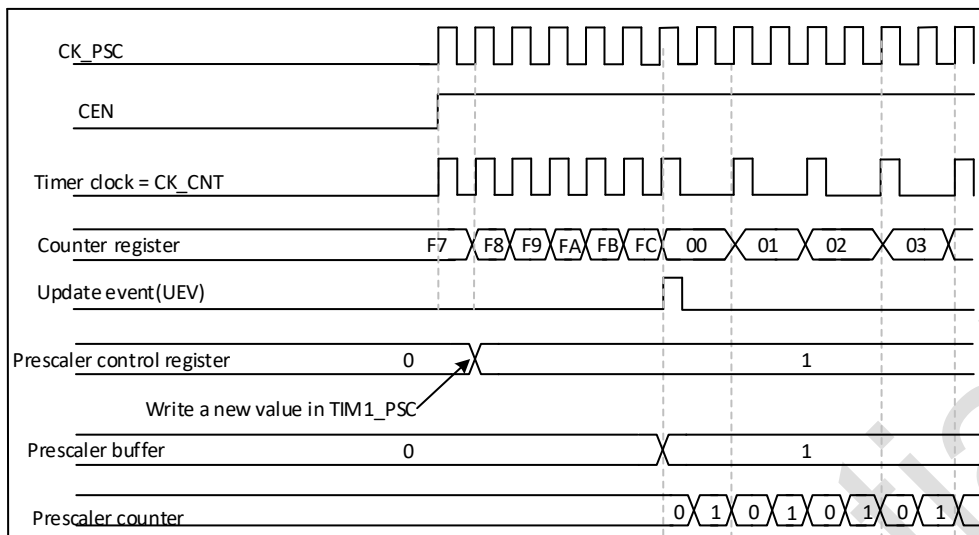 CK_PSC
CEN
Timer clock = CK_CNT
Counter register F7 F8 F9 FA FB FC 00 01 02 03
Update event(UEV)
Prescaler control register 0 1
Write a new value in TIM1_PSC
Prescaler buffer 0 1
Prescaler counter 0 1 0 1 0 1 0 1